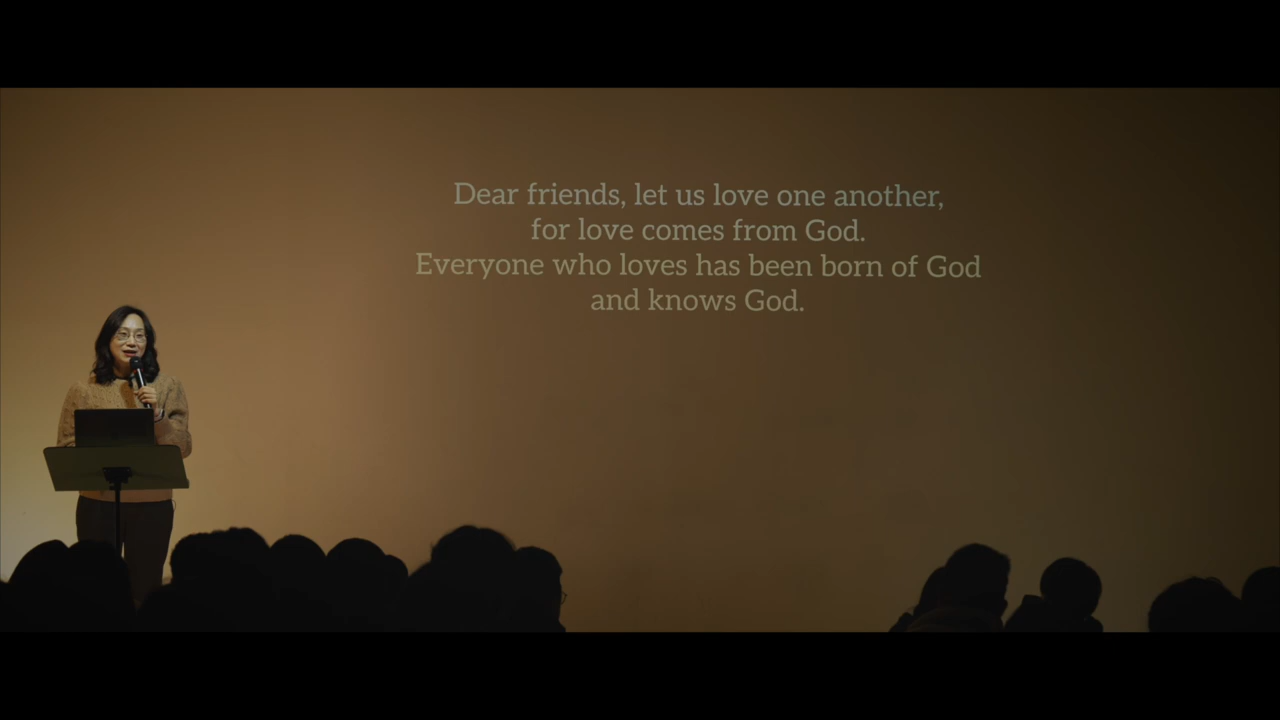 Dear friends, let us love one another,
for love comes from God.
Everyone who loves has been born of God
and knows God.